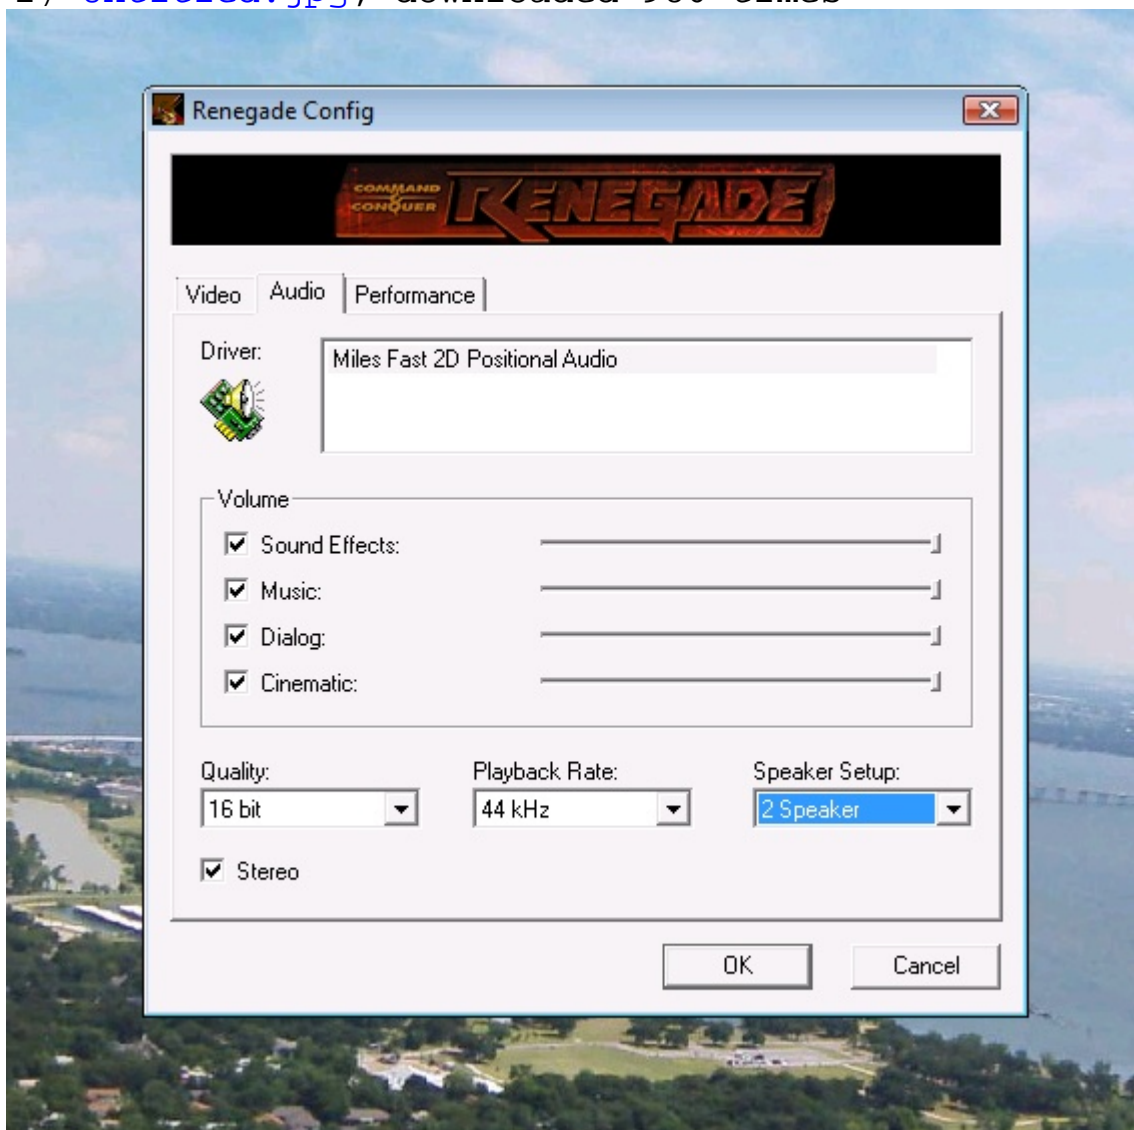 Renegade Config
COMMAND & CONQUER RENEGADE
Video Audio Performance
Driver:
Miles Fast 2D Positional Audio
Volume
Sound Effects:
Music:
Dialog:
Cinematic:
Quality: Playback Rate: Speaker Setup:
16 bit 44 kHz 2 Speaker
Stereo
OK Cancel